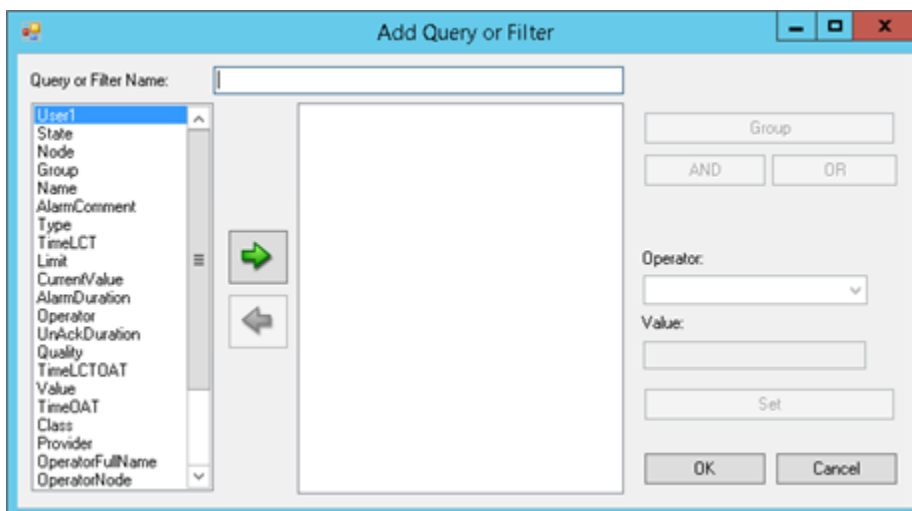 Add Query or Filter
Query or Filter Name:
User1
State
Node
Group
Name
AlarmComment
Type
TimeLCT
Limit
CurrentValue
AlarmDuration
Operator
UnAckDuration
Quality
TimeLCTOAT
Value
TimeOAT
Class
Provider
OperatorFullName
OperatorNode
Group
AND OR
Operator:
Value:
Set
OK Cancel